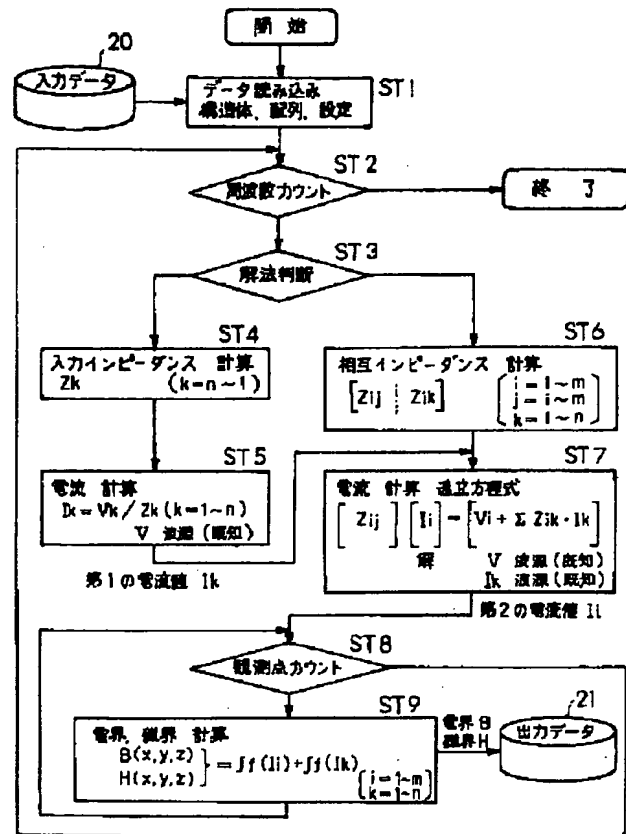 開 始
20
入力データ
データ読み込み
構造体、配列、設定
ST1
ST2
周波数カウント
終 了
ST3
解法判断
ST4
入力インピーダンス 計算
Zk (k=n~1)
ST6
相互インピーダンス 計算
[Zij ┊ Zik] (i=1~m
j=i~m
k=1~n)
ST5
電流 計算
Ik=Vk/Zk(k=1~n)
V 波源(既知)
第1の電流値 Ik
ST7
電流 計算 連立方程式
[Zij][Ii]=[Vi+ΣZik・Ik]
解 V 波源(既知)
Ik 波源(既知)
第2の電流値 Ii
ST8
観測点カウント
ST9
電界、磁界 計算
E(x,y,z)
H(x,y,z)} =∫f(Ii)+∫f(Ik)
(i=1~m
k=1~n)
電界 E
磁界 H
21
出力データ